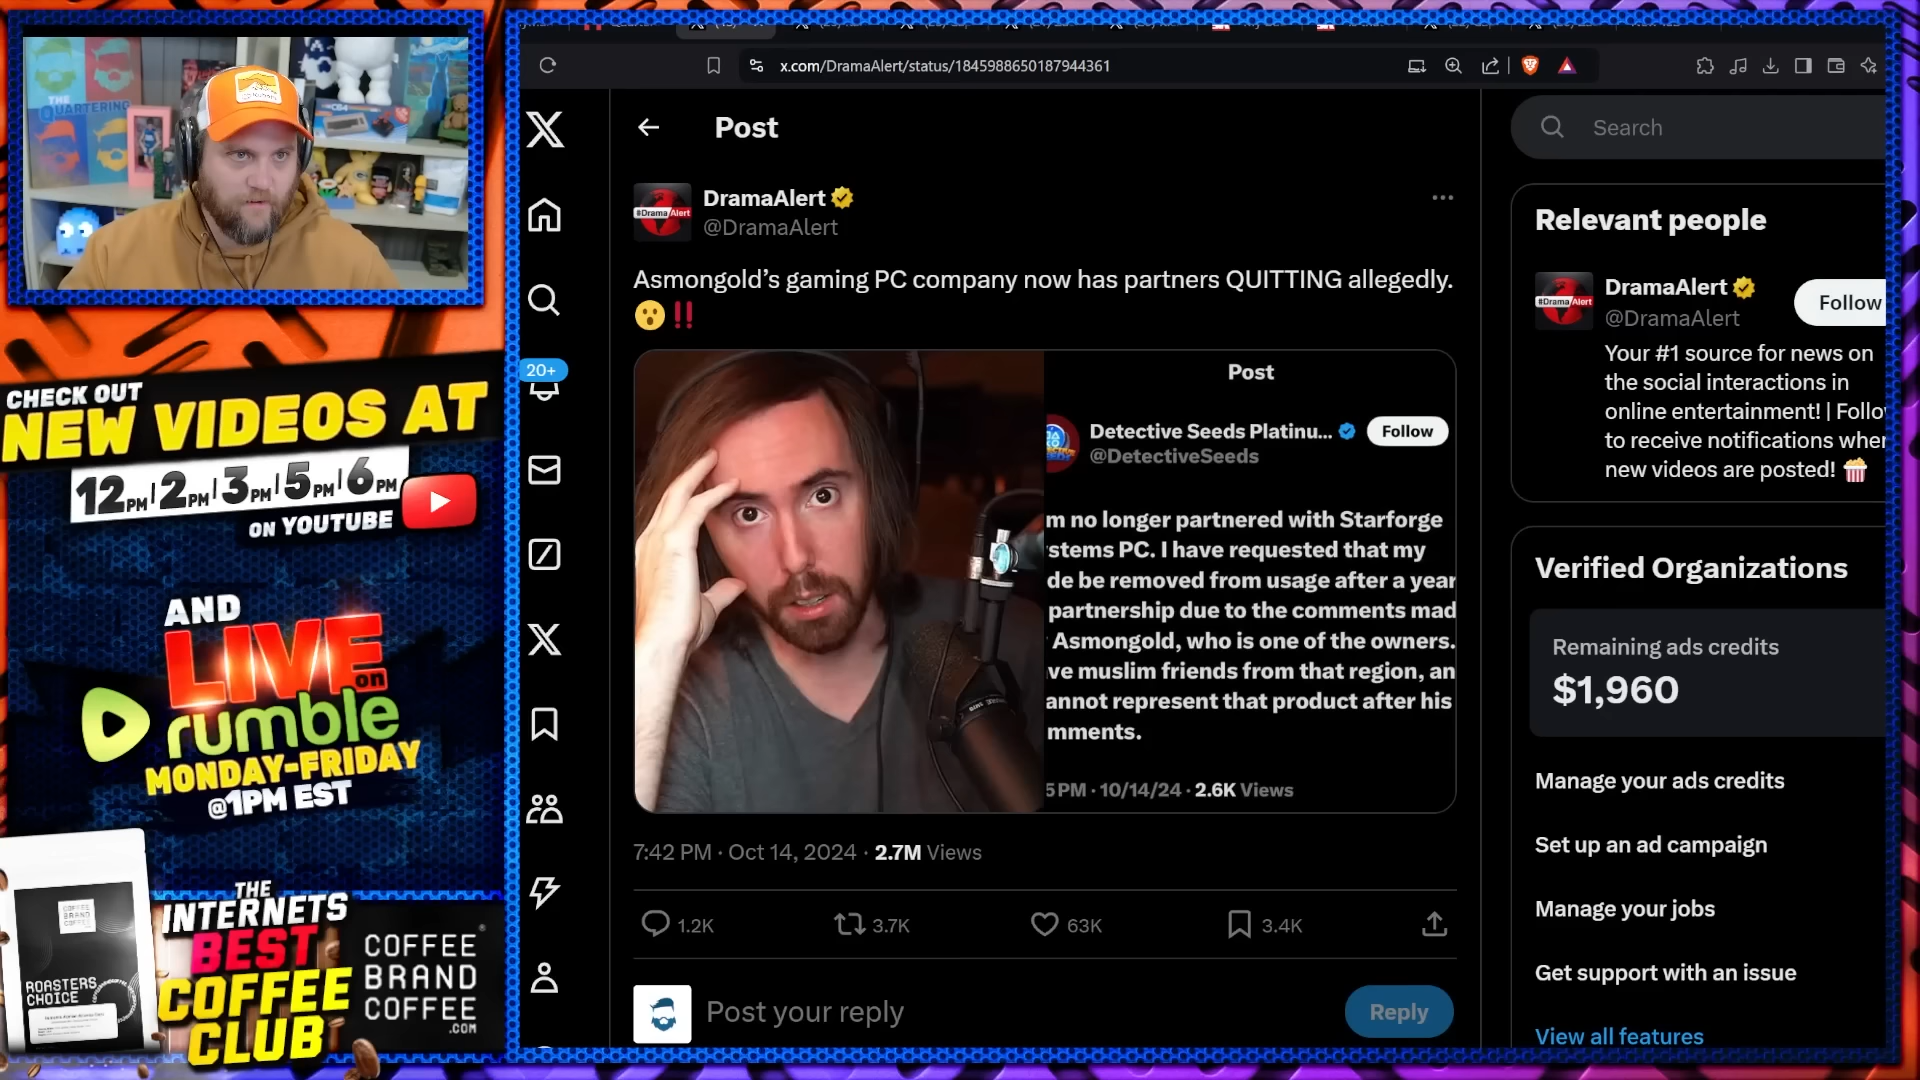 THE
QUARTERING
CHECK OUT
NEW VIDEOS AT
12PM | 2PM | 3PM | 5PM | 6PM
ON YOUTUBE
AND
LIVE
on
rumble
MONDAY-FRIDAY
@1PM EST
ROASTERS
CHOICE
THE
INTERNETS
BEST
COFFEE
CLUB
COFFEE
BRAND
COFFEE
.COM
x.com/DramaAlert/status/1845988650187944361
20+
Post
#Drama Alert
DramaAlert
@DramaAlert
Asmongold’s gaming PC company now has partners QUITTING allegedly.
😮‼️
Post
Detective Seeds Platinu...
Follow
@DetectiveSeeds
m no longer partnered with Starforge
stems PC. I have requested that my
de be removed from usage after a year
partnership due to the comments mad
Asmongold, who is one of the owners.
ve muslim friends from that region, an
annot represent that product after his
mments.
5 PM · 10/14/24 · 2.6K Views
7:42 PM · Oct 14, 2024 · 2.7M Views
1.2K
3.7K
63K
3.4K
Post your reply
Reply
Search
Relevant people
#Drama Alert
DramaAlert
@DramaAlert
Follow
Your #1 source for news on
the social interactions in
online entertainment! | Follo
to receive notifications when
new videos are posted! 🍿
Verified Organizations
Remaining ads credits
$1,960
Manage your ads credits
Set up an ad campaign
Manage your jobs
Get support with an issue
View all features